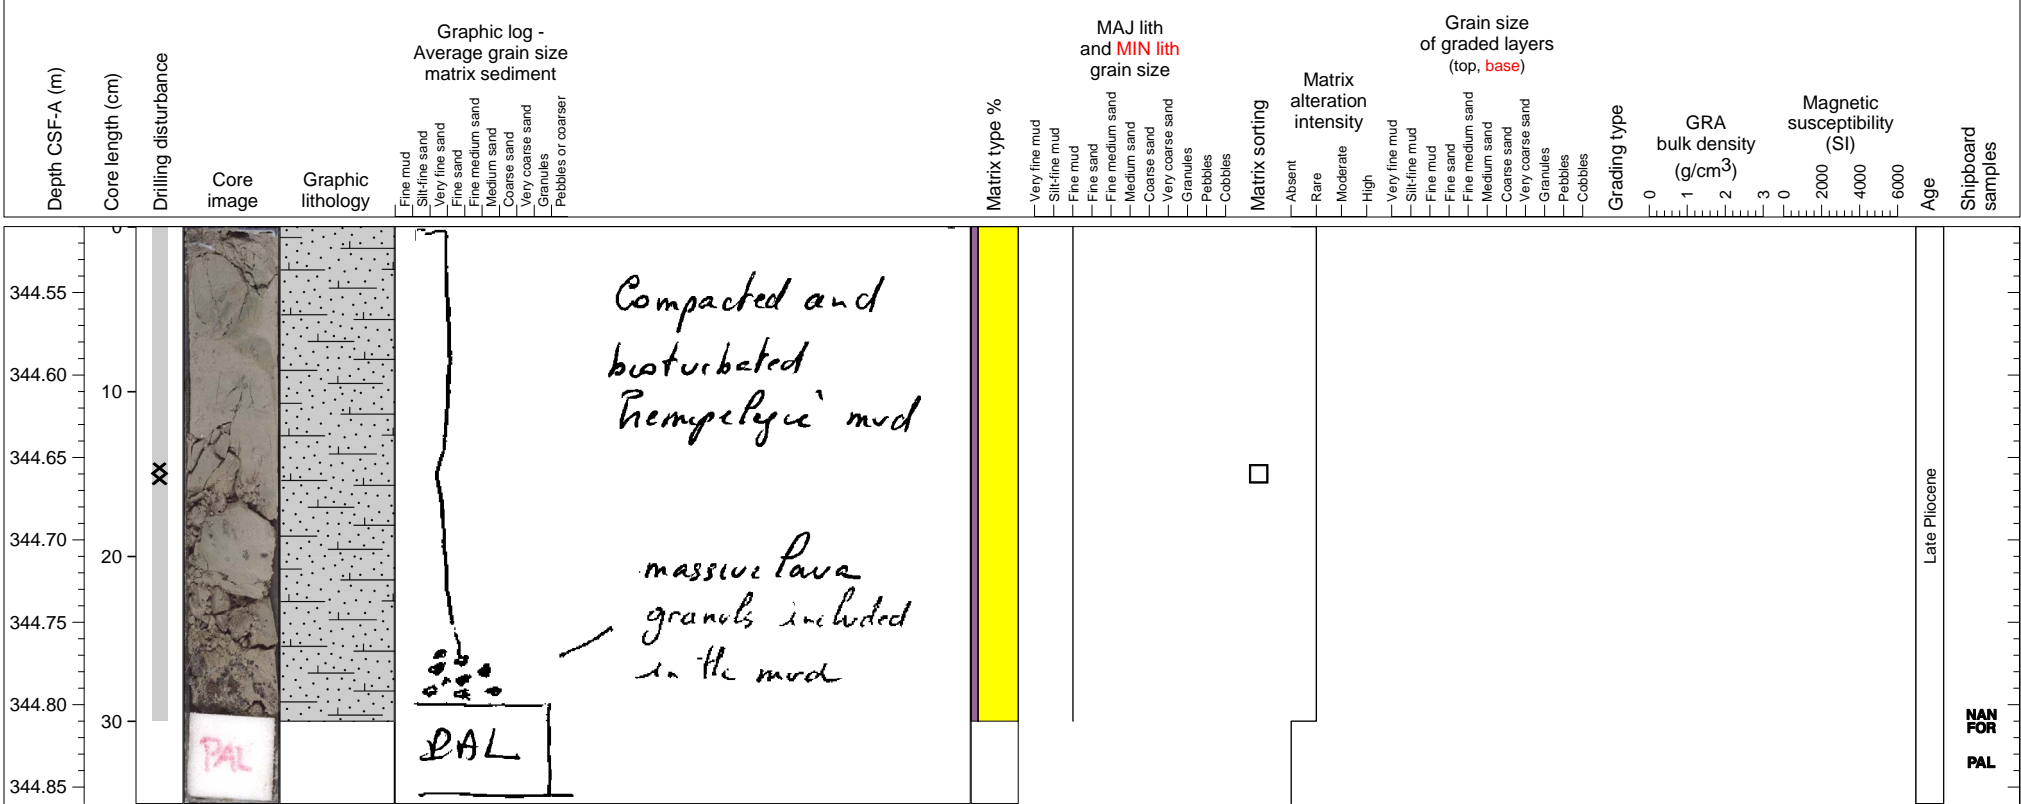 Depth CSF-A (m)
Core length (cm)
Drilling disturbance
Core
image
Graphic
lithology
Graphic log -
Average grain size
matrix sediment
Fine mud
Silt-fine sand
Very fine sand
Fine sand
Fine medium sand
Medium sand
Coarse sand
Very coarse sand
Granules
Pebbles or coarser
Matrix type %
MAJ lith
and MIN lith
grain size
Very fine mud
Silt-fine mud
Fine mud
Fine sand
Fine medium sand
Medium sand
Coarse sand
Very coarse sand
Granules
Pebbles
Cobbles
Matrix sorting
Matrix
alteration
intensity
Absent
Rare
Moderate
High
Grain size
of graded layers
(top, base)
Very fine mud
Silt-fine mud
Fine mud
Fine sand
Fine medium sand
Medium sand
Coarse sand
Very coarse sand
Granules
Pebbles
Cobbles
Grading type
GRA
bulk density
(g/cm3)
0 1 2 3
Magnetic
susceptibility
(SI)
0 2000 4000 6000
Age
Shipboard
samples
0
344.55
344.60
10
344.65
344.70
20
344.75
344.80
30
344.85
PAL
Compacted and
bioturbated
hemipelagic mud
massive lava
granuls included
in the mud
PAL
Late Pliocene
NAN
FOR
PAL